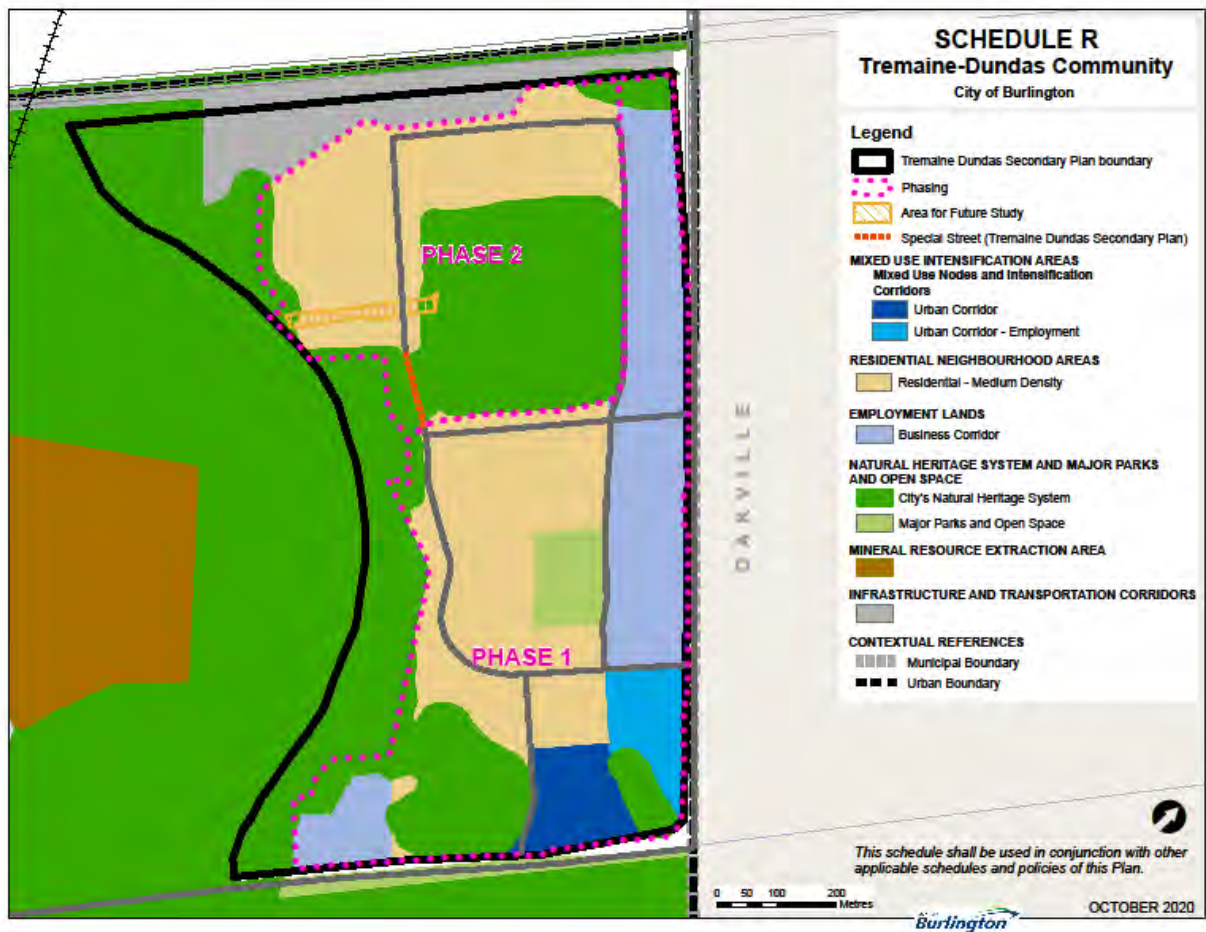 SCHEDULE R
Tremaine-Dundas Community
City of Burlington
Legend
Tremaine Dundas Secondary Plan boundary
Phasing
Area for Future Study
Special Street (Tremaine Dundas Secondary Plan)
MIXED USE INTENSIFICATION AREAS
Mixed Use Nodes and Intensification
Corridors
Urban Corridor
Urban Corridor - Employment
RESIDENTIAL NEIGHBOURHOOD AREAS
Residential - Medium Density
EMPLOYMENT LANDS
Business Corridor
NATURAL HERITAGE SYSTEM AND MAJOR PARKS
AND OPEN SPACE
City's Natural Heritage System
Major Parks and Open Space
MINERAL RESOURCE EXTRACTION AREA
INFRASTRUCTURE AND TRANSPORTATION CORRIDORS
CONTEXTUAL REFERENCES
Municipal Boundary
Urban Boundary
PHASE 2
OAKVILLE
PHASE 1
This schedule shall be used in conjunction with other
applicable schedules and policies of this Plan.
0 50 100 200
Metres
Burlington
OCTOBER 2020